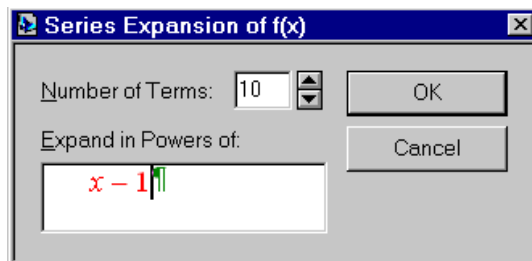 Series Expansion of f(x)
Number of Terms: 10
OK
Expand in Powers of:
Cancel
x − 1¶